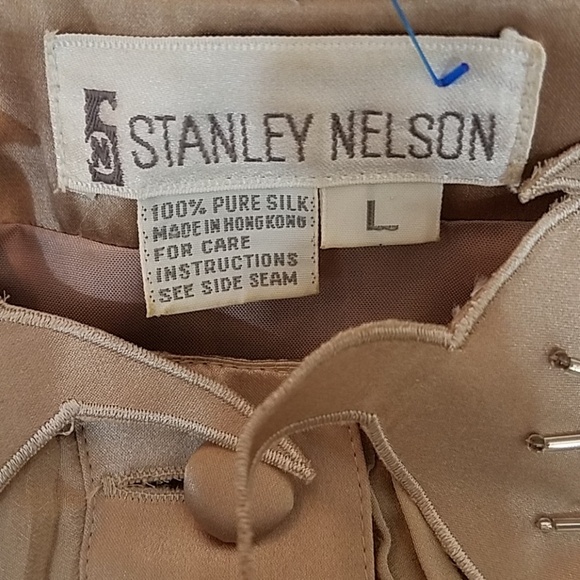 STANLEY NELSON
100% PURE SILK
MADE IN HONG KONG
FOR CARE
INSTRUCTIONS
SEE SIDE SEAM
L